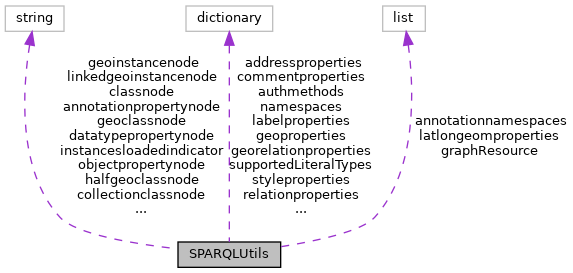 string
dictionary
list
geoinstancenode
linkedgeoinstancenode
classnode
annotationpropertynode
geoclassnode
datatypepropertynode
instancesloadedindicator
objectpropertynode
halfgeoclassnode
collectionclassnode
...
addressproperties
commentproperties
authmethods
namespaces
labelproperties
geoproperties
georelationproperties
supportedLiteralTypes
styleproperties
relationproperties
...
annotationnamespaces
latlongeomproperties
graphResource
SPARQLUtils